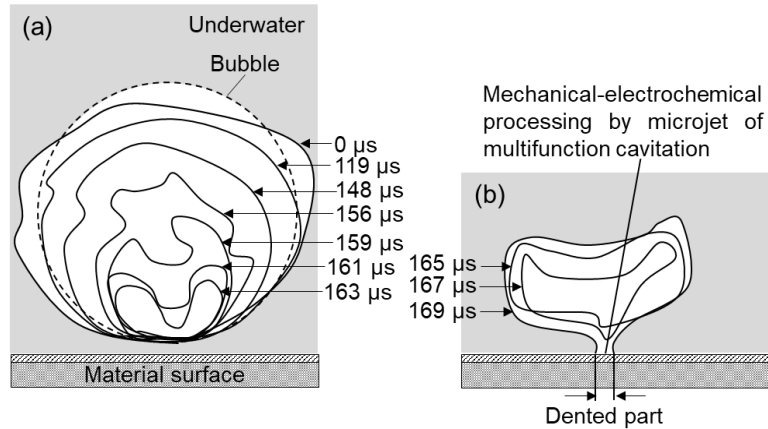 (a)
Underwater
Bubble
0 µs
119 µs
148 µs
156 µs
159 µs
161 µs
163 µs
Material surface
Mechanical-electrochemical
processing by microjet of
multifunction cavitation
(b)
165 µs
167 µs
169 µs
Dented part